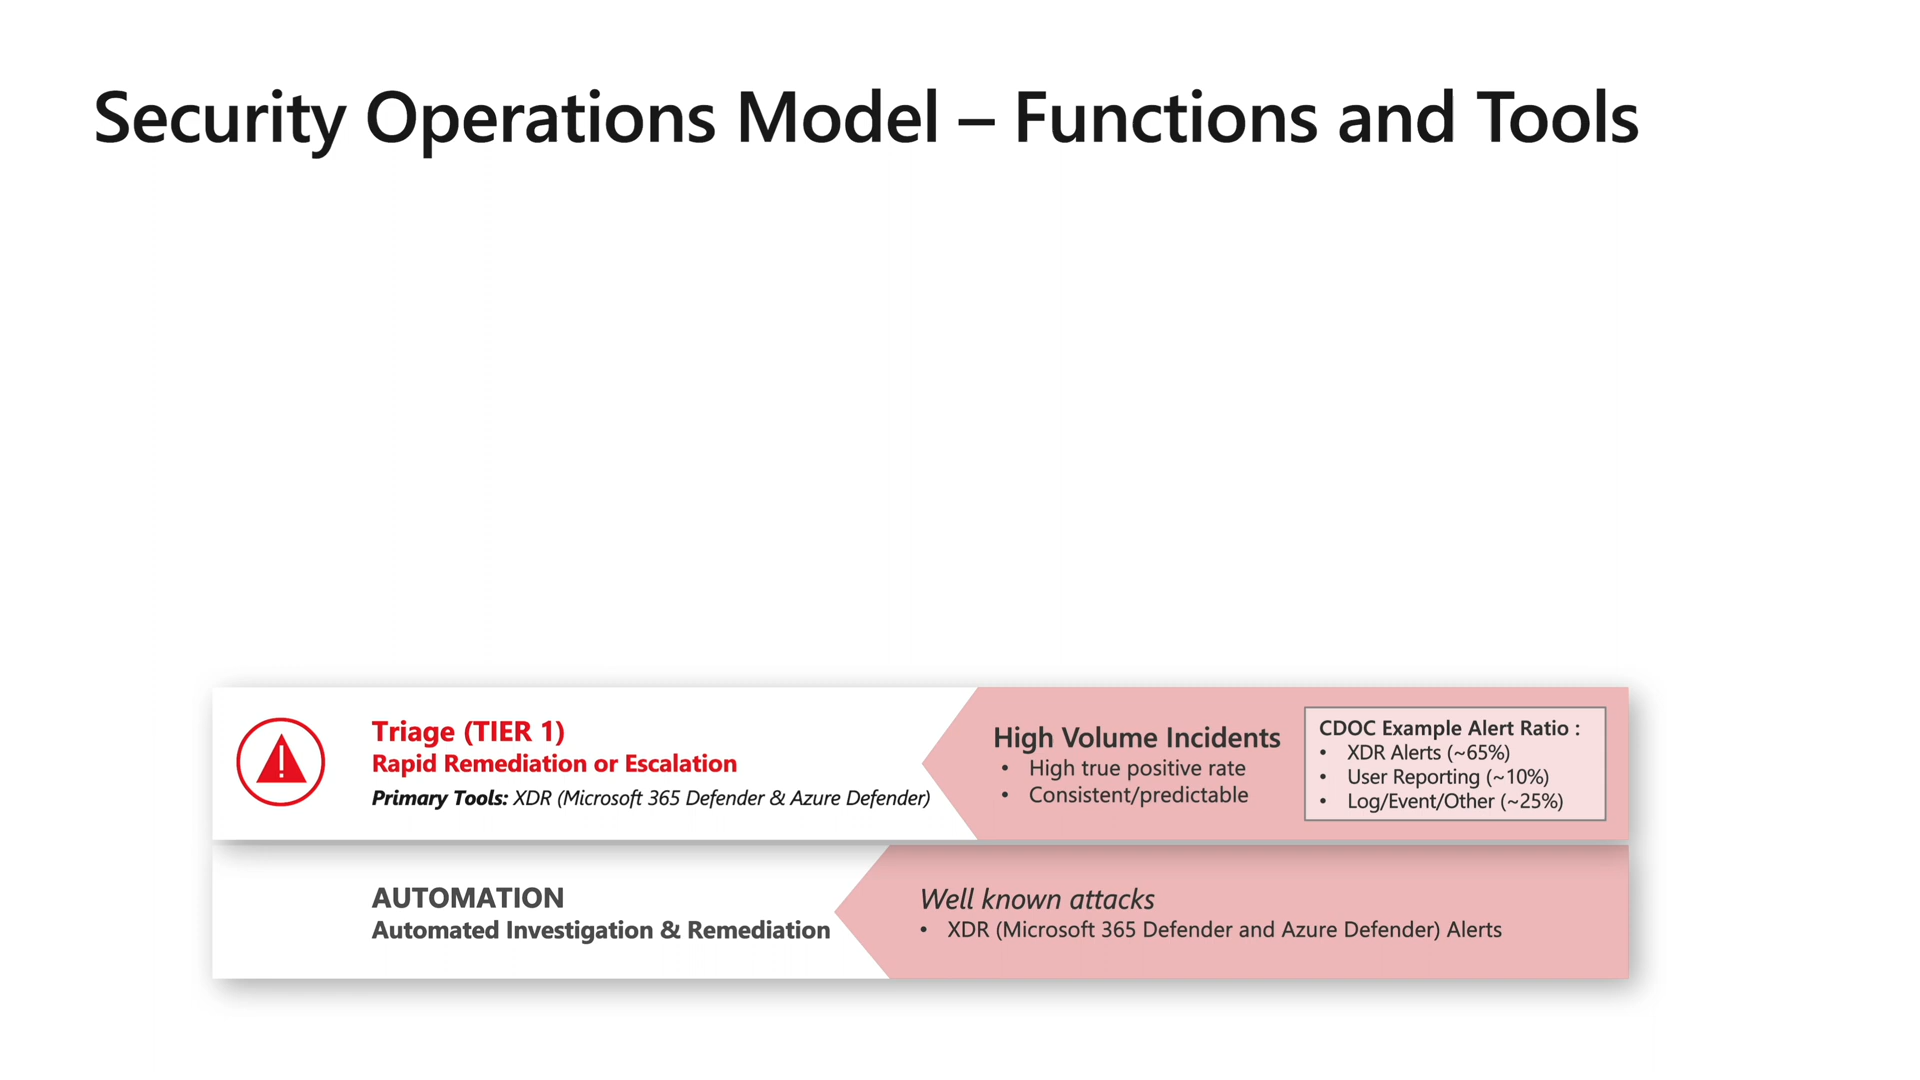 Security Operations Model – Functions and Tools
Triage (TIER 1)
Rapid Remediation or Escalation
Primary Tools: XDR (Microsoft 365 Defender & Azure Defender)
High Volume Incidents
• High true positive rate
• Consistent/predictable
CDOC Example Alert Ratio :
• XDR Alerts (~65%)
• User Reporting (~10%)
• Log/Event/Other (~25%)
AUTOMATION
Automated Investigation & Remediation
Well known attacks
• XDR (Microsoft 365 Defender and Azure Defender) Alerts